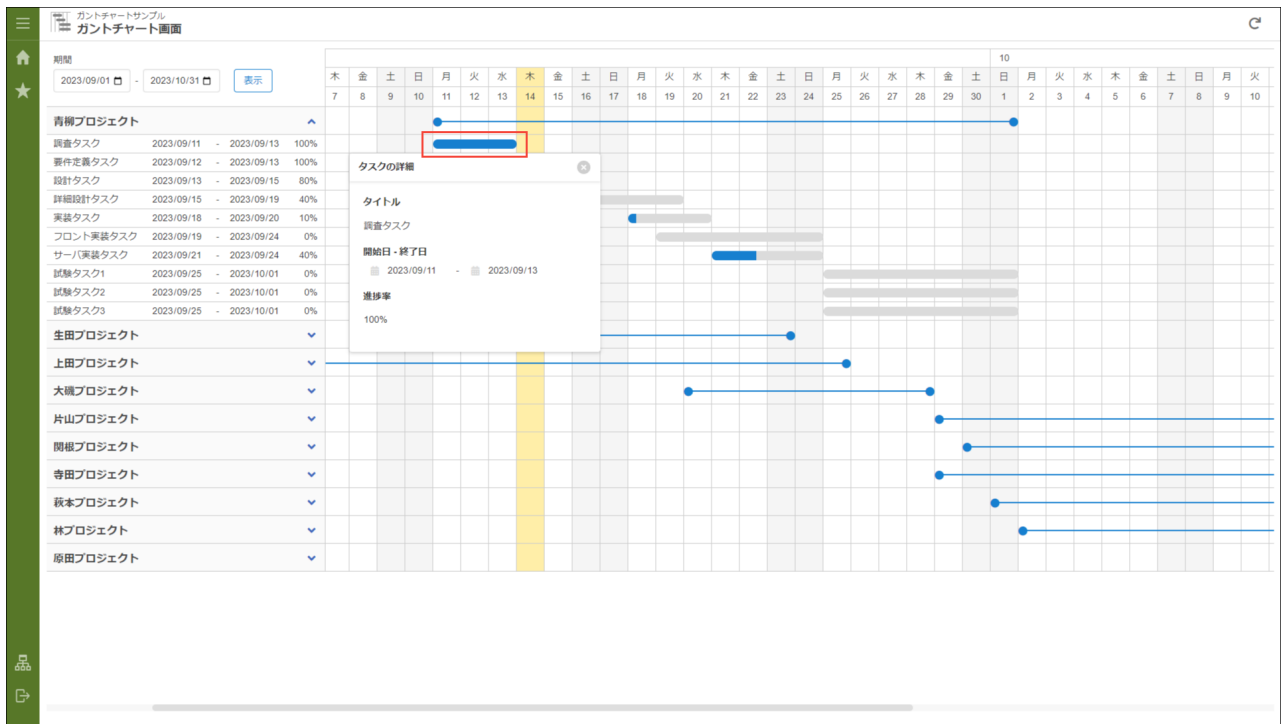 ガントチャートサンプル
ガントチャート画面
期間
2023/09/01 - 2023/10/31 表示
10
木 金 土 日 月 火 水 木 金 土 日 月 火 水 木 金 土 日 月 火 水 木 金 土 日 月 火 水 木 金 土 日 月 火
7 8 9 10 11 12 13 14 15 16 17 18 19 20 21 22 23 24 25 26 27 28 29 30 1 2 3 4 5 6 7 8 9 10
青柳プロジェクト
調査タスク 2023/09/11 - 2023/09/13 100%
要件定義タスク 2023/09/12 - 2023/09/13 100%
設計タスク 2023/09/13 - 2023/09/15 80%
詳細設計タスク 2023/09/15 - 2023/09/19 40%
実装タスク 2023/09/18 - 2023/09/20 10%
フロント実装タスク 2023/09/19 - 2023/09/24 0%
サーバ実装タスク 2023/09/21 - 2023/09/24 40%
試験タスク1 2023/09/25 - 2023/10/01 0%
試験タスク2 2023/09/25 - 2023/10/01 0%
試験タスク3 2023/09/25 - 2023/10/01 0%
生田プロジェクト
上田プロジェクト
大磯プロジェクト
片山プロジェクト
関根プロジェクト
寺田プロジェクト
萩本プロジェクト
林プロジェクト
原田プロジェクト
タスクの詳細
タイトル
調査タスク
開始日・終了日
2023/09/11 - 2023/09/13
進捗率
100%